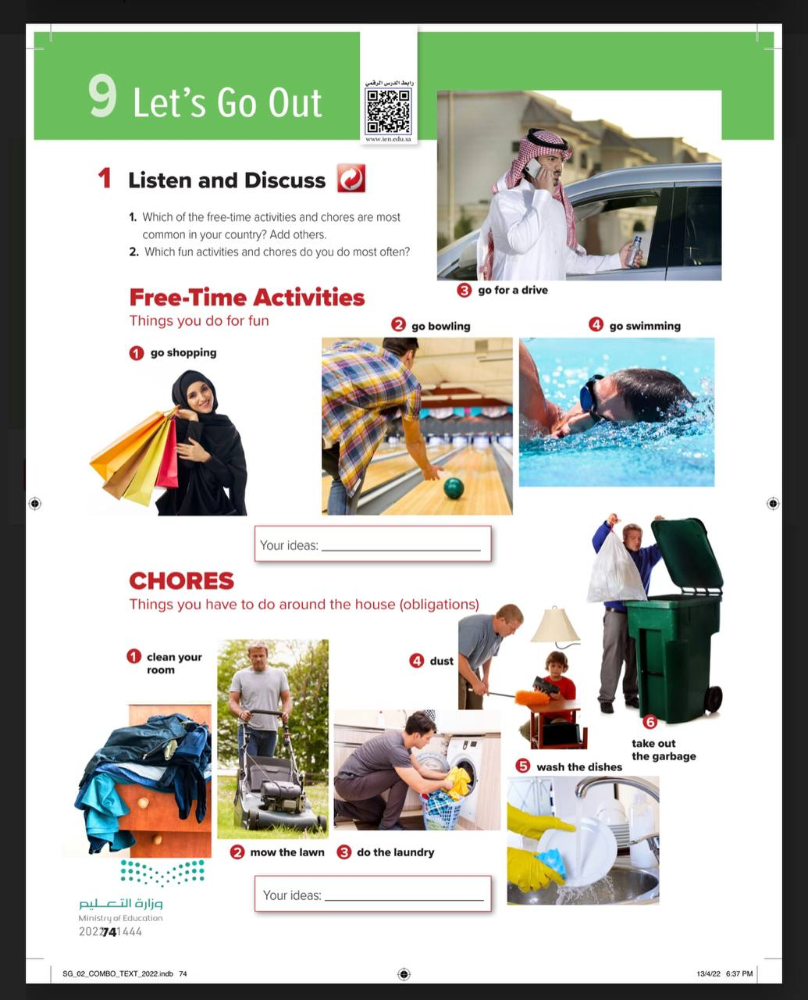 9 Let's Go Out
رابط الدرس الرقمي
www.ien.edu.sa
1 Listen and Discuss
1. Which of the free-time activities and chores are most
common in your country? Add others.
2. Which fun activities and chores do you do most often?
3 go for a drive
Free-Time Activities
Things you do for fun
1 go shopping
2 go bowling
4 go swimming
Your ideas:
CHORES
Things you have to do around the house (obligations)
1 clean your
room
2 mow the lawn
3 do the laundry
4 dust
5 wash the dishes
6
take out
the garbage
Your ideas:
وزارة التعليم
Ministry of Education
2022 - 1444
74
SG_02_COMBO_TEXT_2022.indb 74
13/4/22 6:37 PM